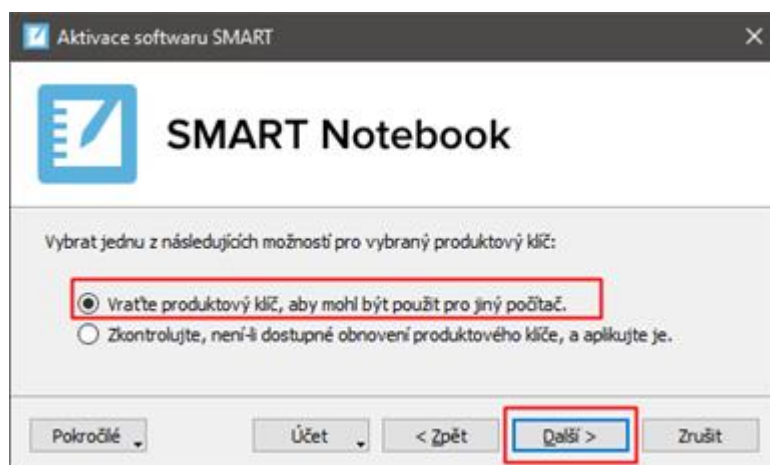 Aktivace softwaru SMART
SMART Notebook
Vybrat jednu z následujících možností pro vybraný produktový klíč:
Vraťte produktový klíč, aby mohl být použit pro jiný počítač.
Zkontrolujte, není-li dostupné obnovení produktového klíče, a aplikujte je.
Pokročilé Účet < Zpět Další > Zrušit